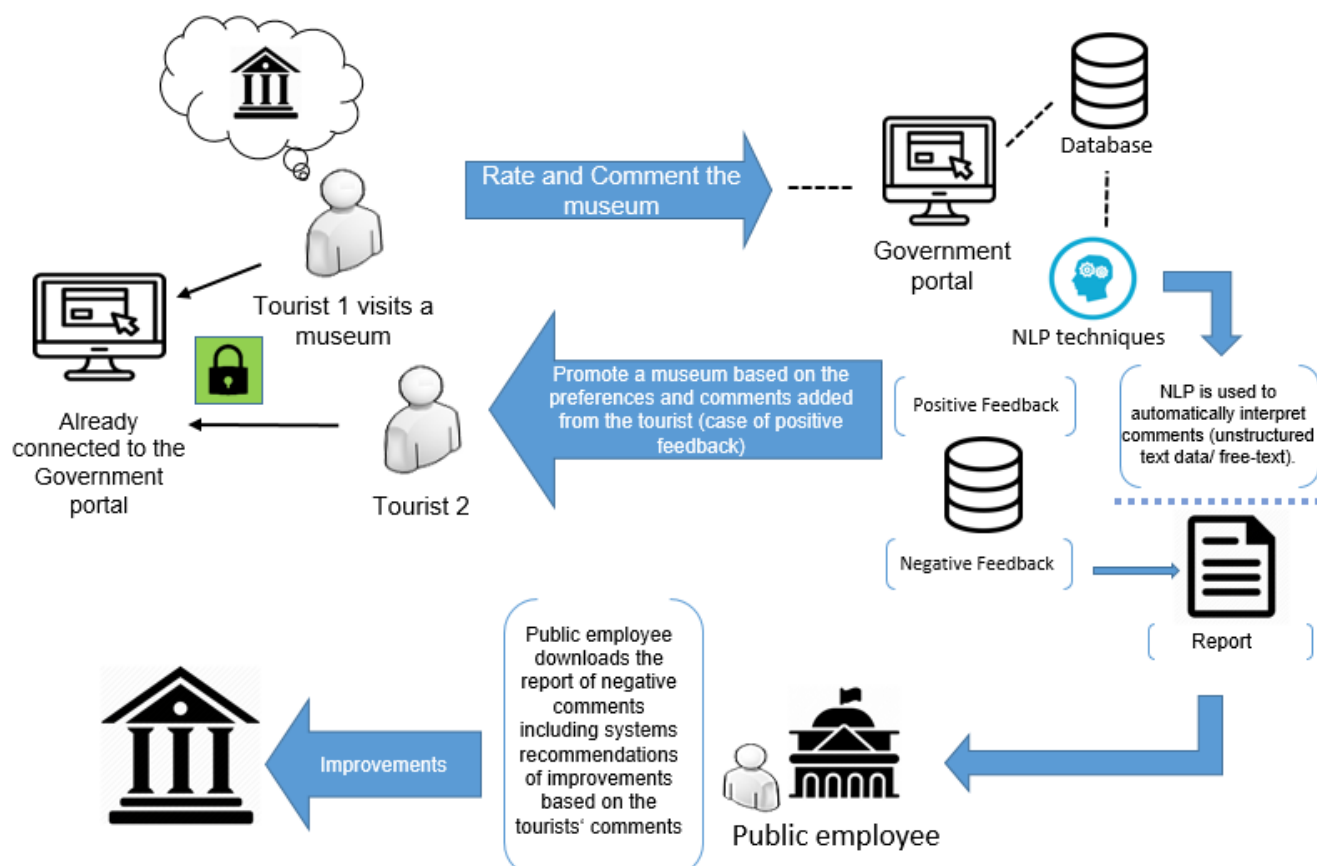 Rate and Comment the
museum
Database
Government
portal
Tourist 1 visits a
museum
NLP techniques
Already
connected to the
Government
portal
Tourist 2
Promote a museum based on the
preferences and comments added
from the tourist (case of positive
feedback)
Positive Feedback
NLP is used to
automatically interpret
comments (unstructured
text data/ free-text).
Negative Feedback
Report
Public employee
downloads the
report of negative
comments
including systems
recommendations
of improvements
based on the
tourists‘ comments
Improvements
Public employee